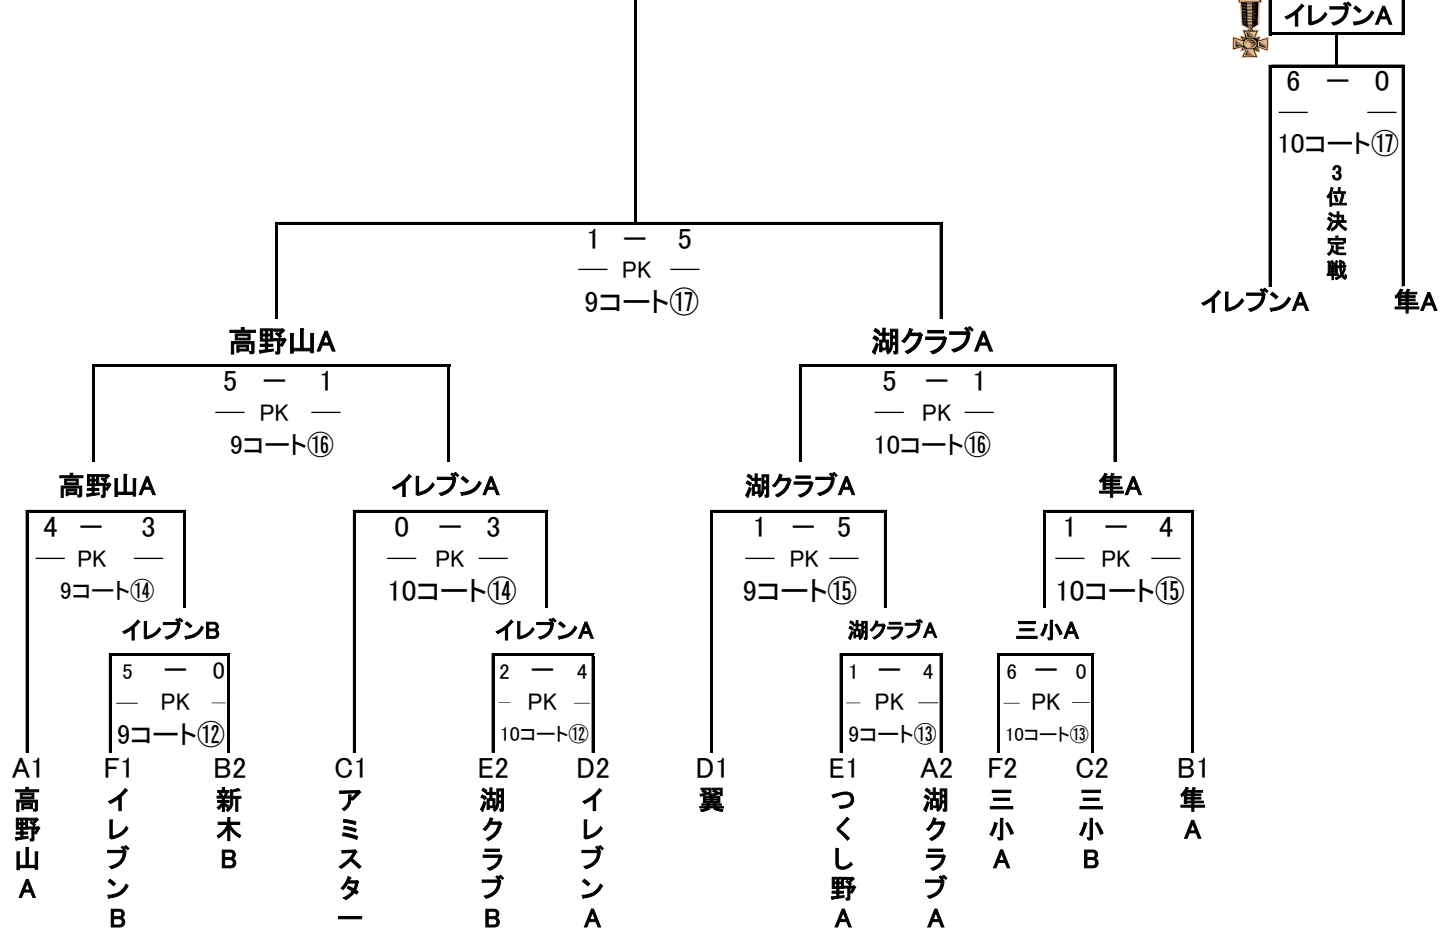 イレブンA
6 ー 0
― ―
10コート⑰
3位決定戦
イレブンA 隼A
1 ー 5
― PK ―
9コート⑰
高野山A 湖クラブA
5 ー 1 5 ー 1
― PK ― ― PK ―
9コート⑯ 10コート⑯
高野山A イレブンA 湖クラブA 隼A
4 ー 3 0 ー 3 1 ー 5 1 ー 4
― PK ― ― PK ― ― PK ― ― PK ―
9コート⑭ 10コート⑭ 9コート⑮ 10コート⑮
イレブンB イレブンA 湖クラブA 三小A
5 ー 0 2 ー 4 1 ー 4 6 ー 0
― PK ― ― PK ― ― PK ― ― PK ―
9コート⑫ 10コート⑫ 9コート⑬ 10コート⑬
A1 F1 B2 C1 E2 D2 D1 E1 A2 F2 C2 B1
高野山A
イレブンB
新木B
アミスター
湖クラブB
イレブンA
翼
つくし野A
湖クラブA
三小A
三小B
隼A